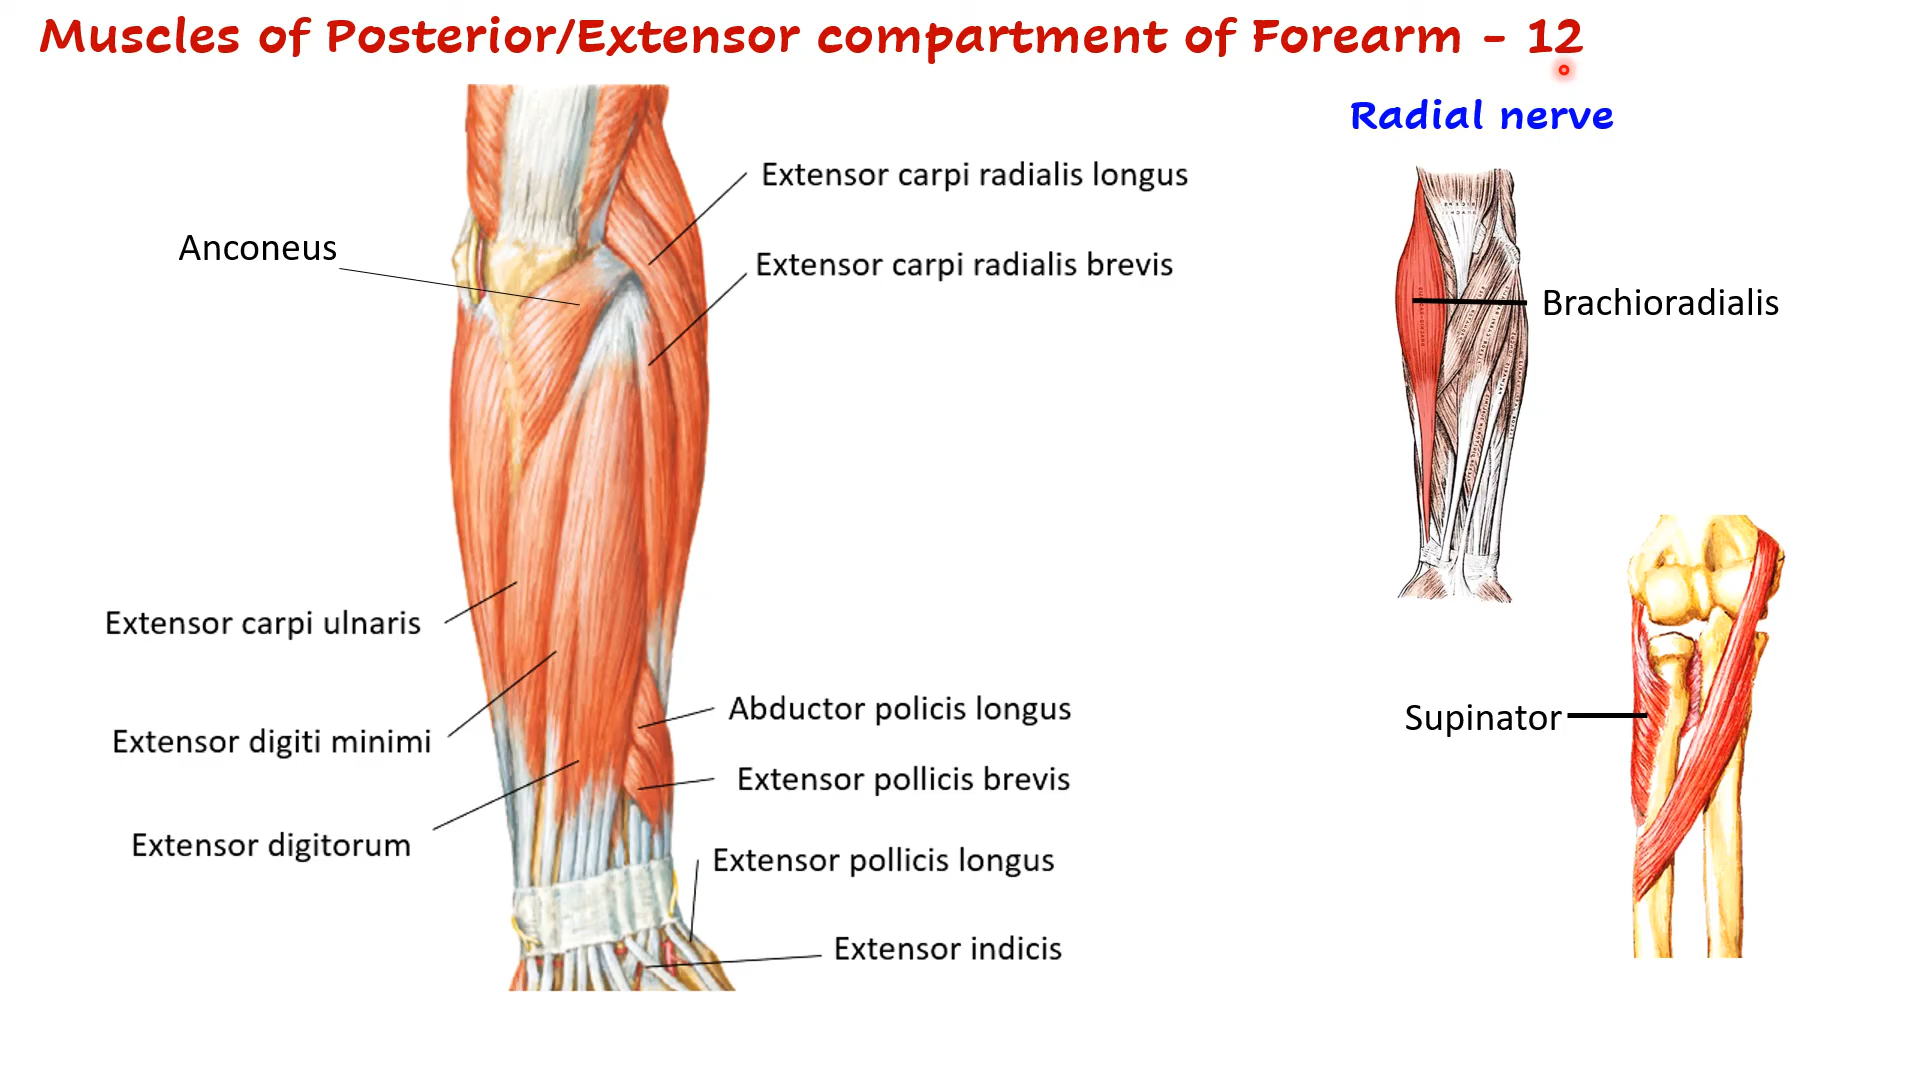 Muscles of Posterior/Extensor compartment of Forearm - 12
Radial nerve
Extensor carpi radialis longus
Anconeus
Extensor carpi radialis brevis
Brachioradialis
Extensor carpi ulnaris
Abductor policis longus
Supinator
Extensor digiti minimi
Extensor pollicis brevis
Extensor digitorum
Extensor pollicis longus
Extensor indicis